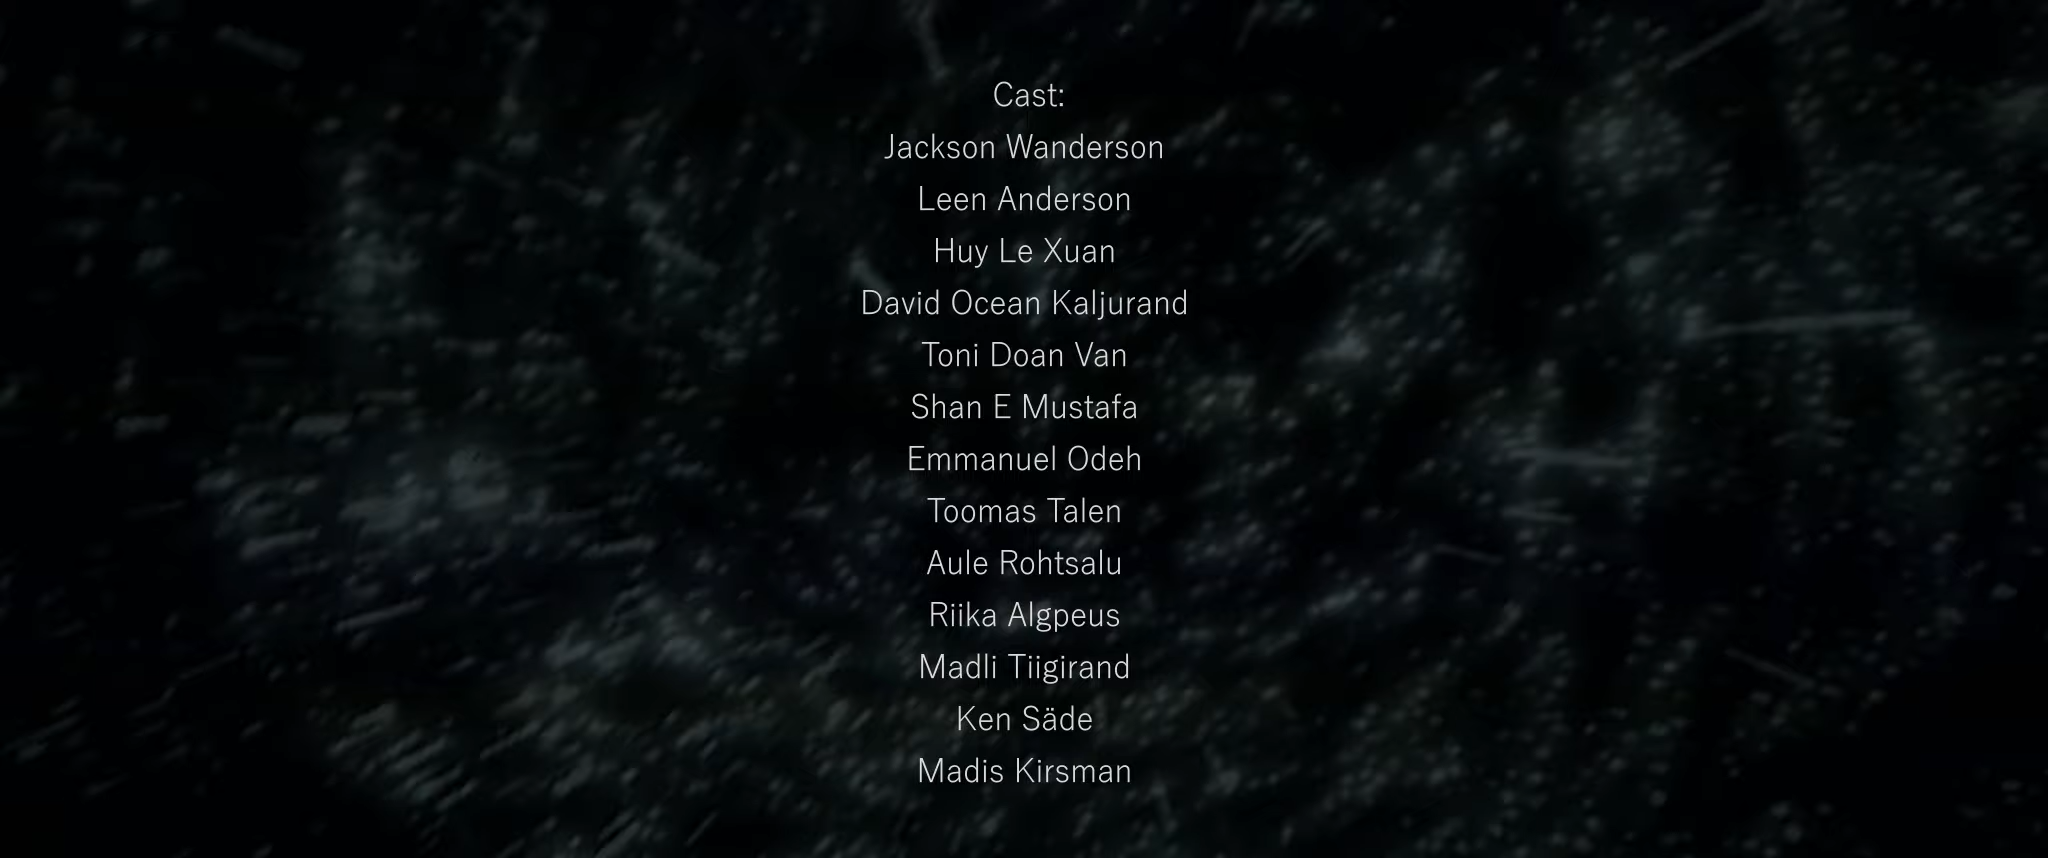 Cast:
Jackson Wanderson
Leen Anderson
Huy Le Xuan
David Ocean Kaljurand
Toni Doan Van
Shan E Mustafa
Emmanuel Odeh
Toomas Talen
Aule Rohtsalu
Riika Algpeus
Madli Tiigirand
Ken Säde
Madis Kirsman